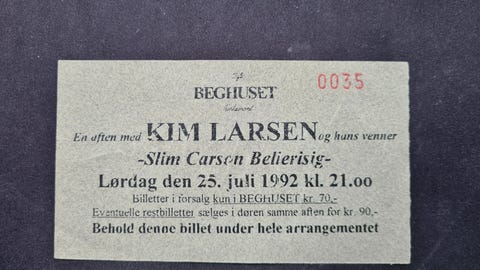 0035
BEGHUSET
En aften med KIM LARSEN og hans venner
-Slim Carson Belierisig-
Lørdag den 25. juli 1992 kl. 21.oo
Billetter i forsalg kun i BEGHUSET kr. 70,-
Eventuelle restbilletter sælges i døren samme aften for kr. 90,-
Behold denne billet under hele arrangementet